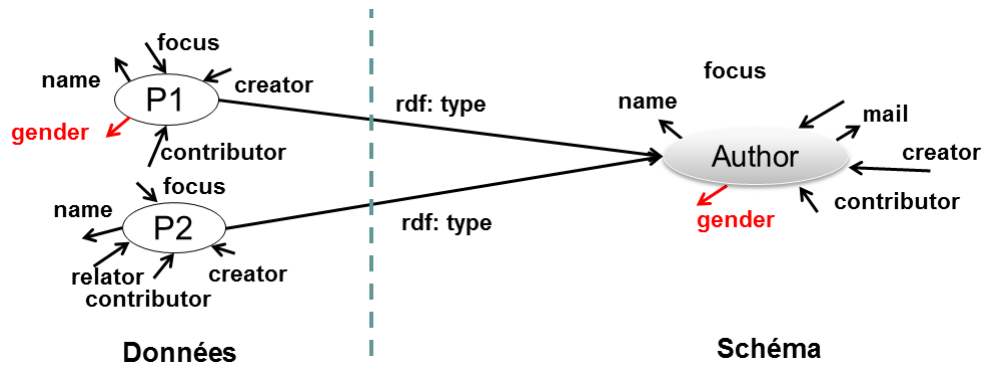 focus
name
creator
P1
gender
contributor
focus
name
P2
relator
creator
contributor
rdf: type
rdf: type
focus
name
mail
Author
creator
contributor
gender
Données
Schéma